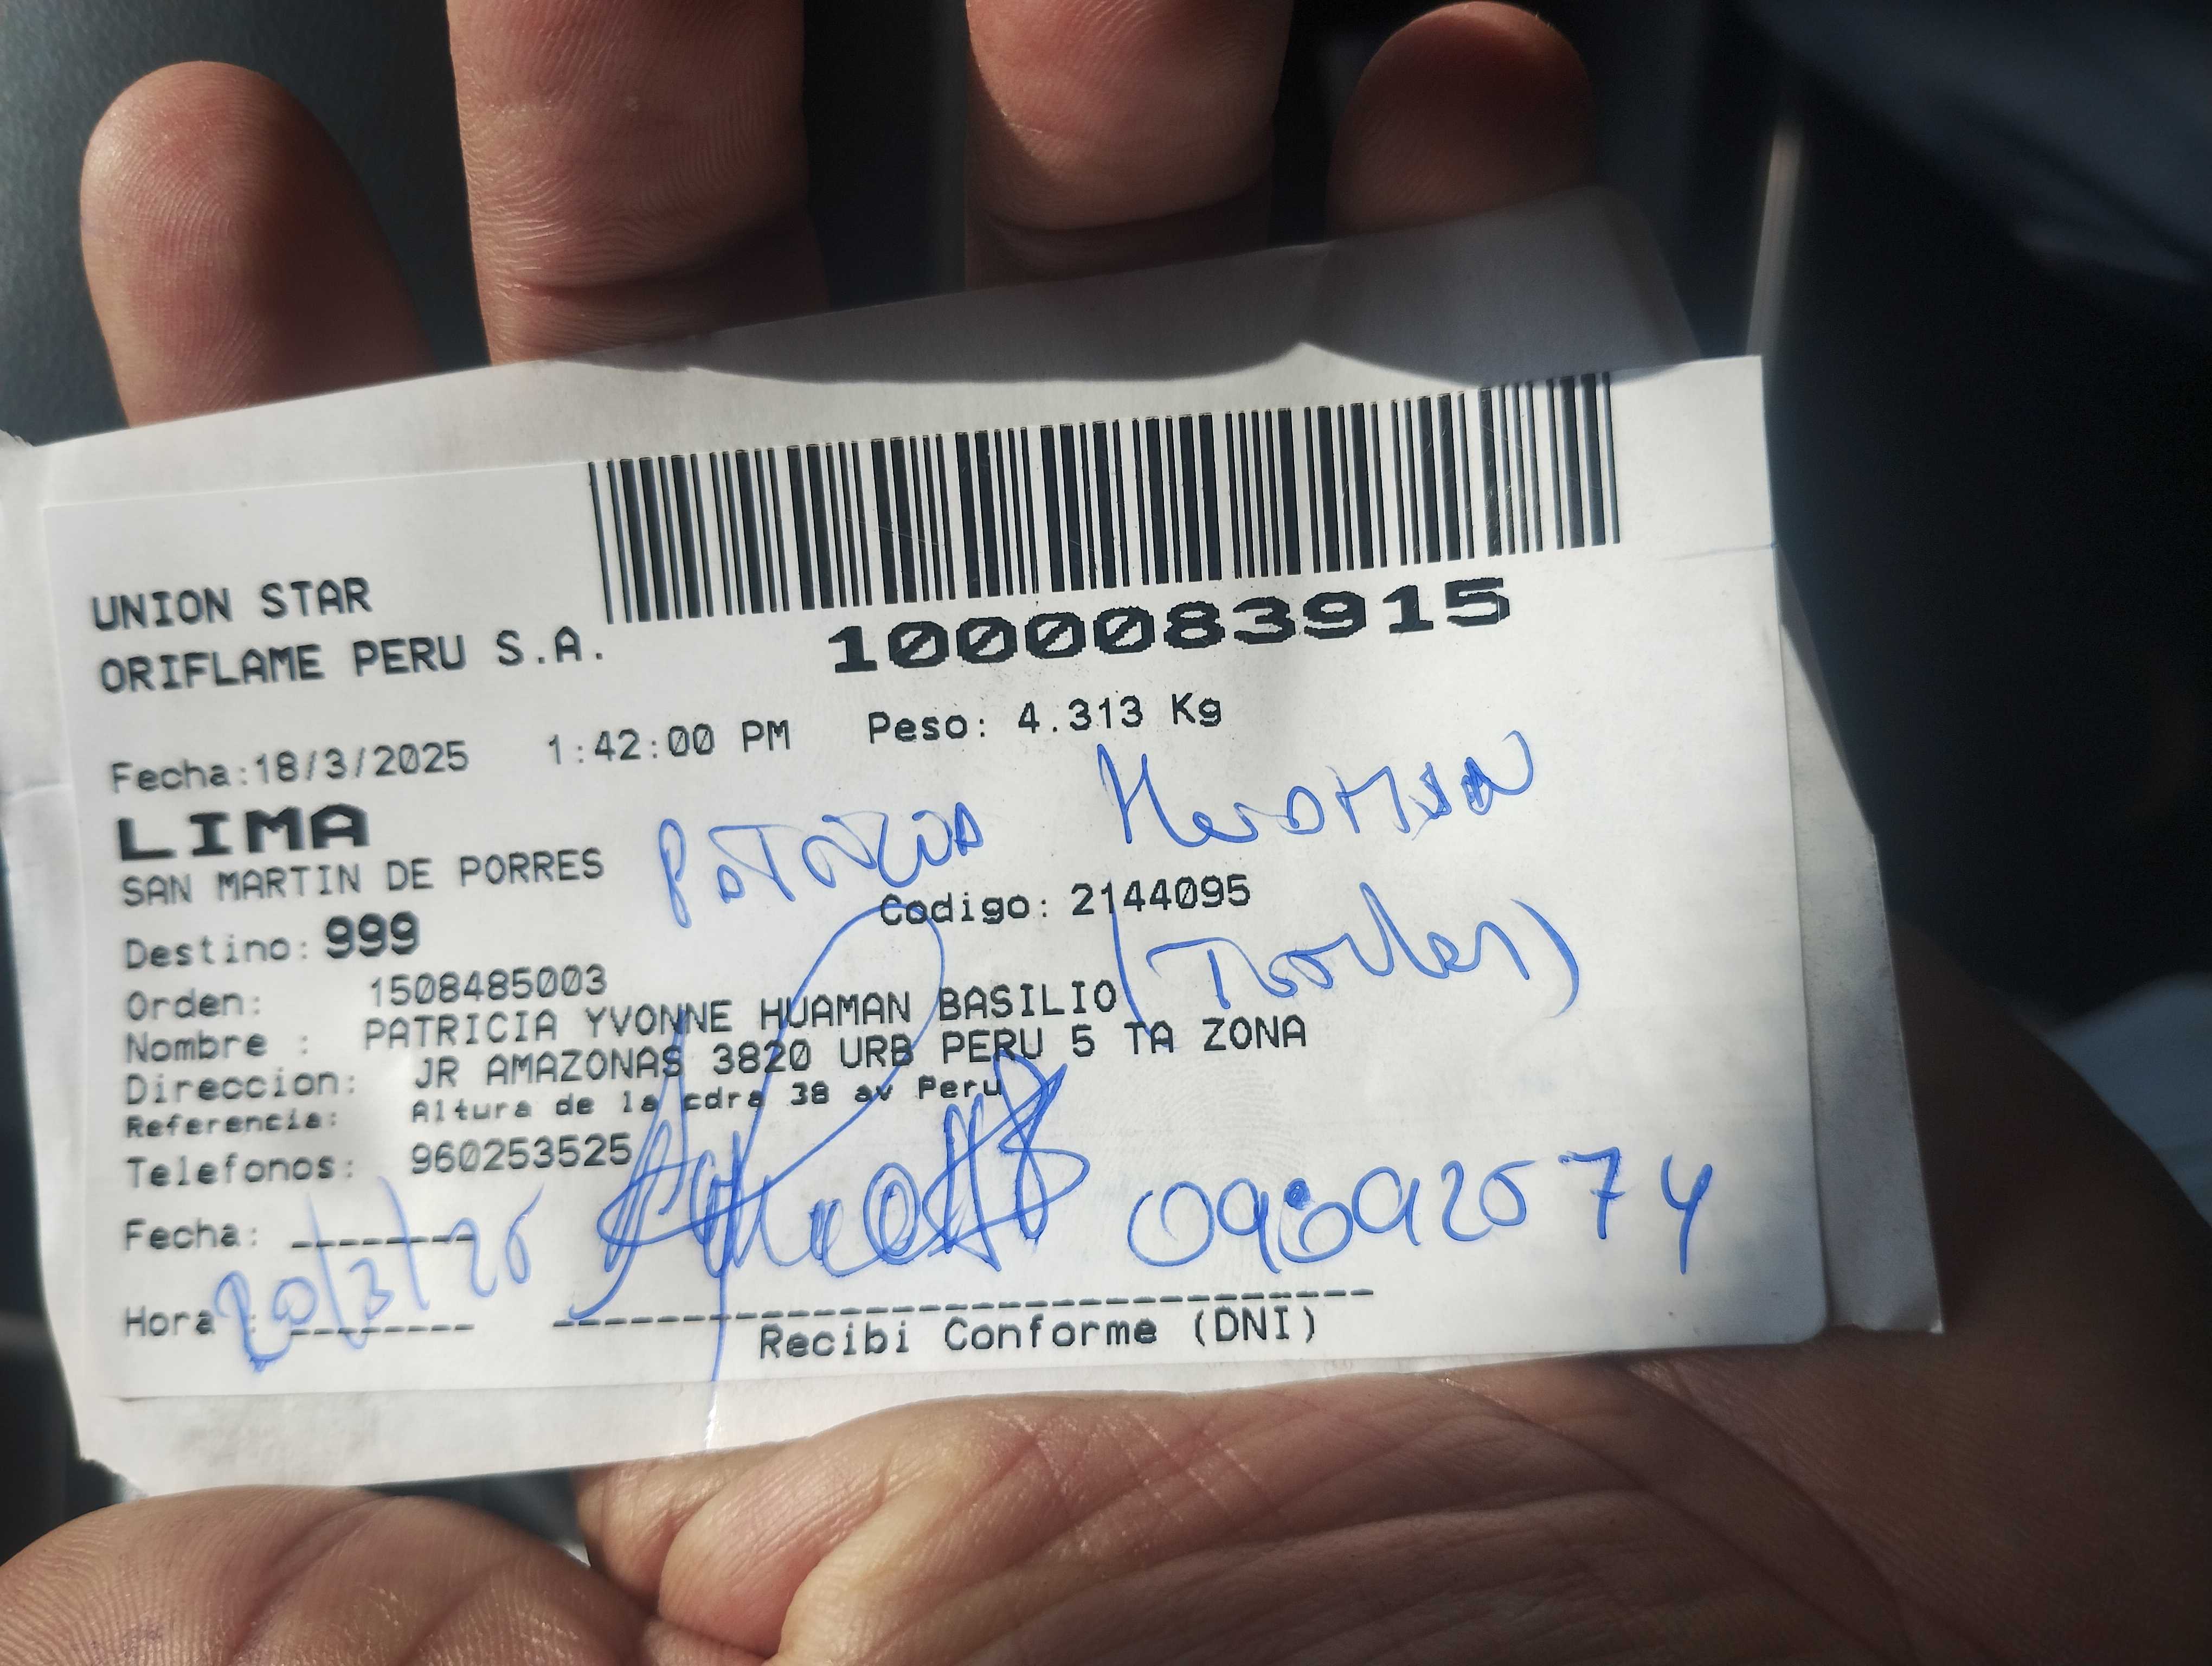 UNION STAR
ORIFLAME PERU S.A.
1000083915
Fecha:18/3/2025 1:42:00 PM Peso: 4.313 Kg
LIMA
SAN MARTIN DE PORRES
Destino: 999 Codigo: 2144095
Orden: 1508485003
Nombre : PATRICIA YVONNE HUAMAN BASILIO
Direccion: JR AMAZONAS 3820 URB PERU 5 TA ZONA
Referencia: Altura de la cdra 38 av Peru
Telefonos: 960253525
Fecha:
20/3/25
Hora :
Recibi Conforme (DNI)